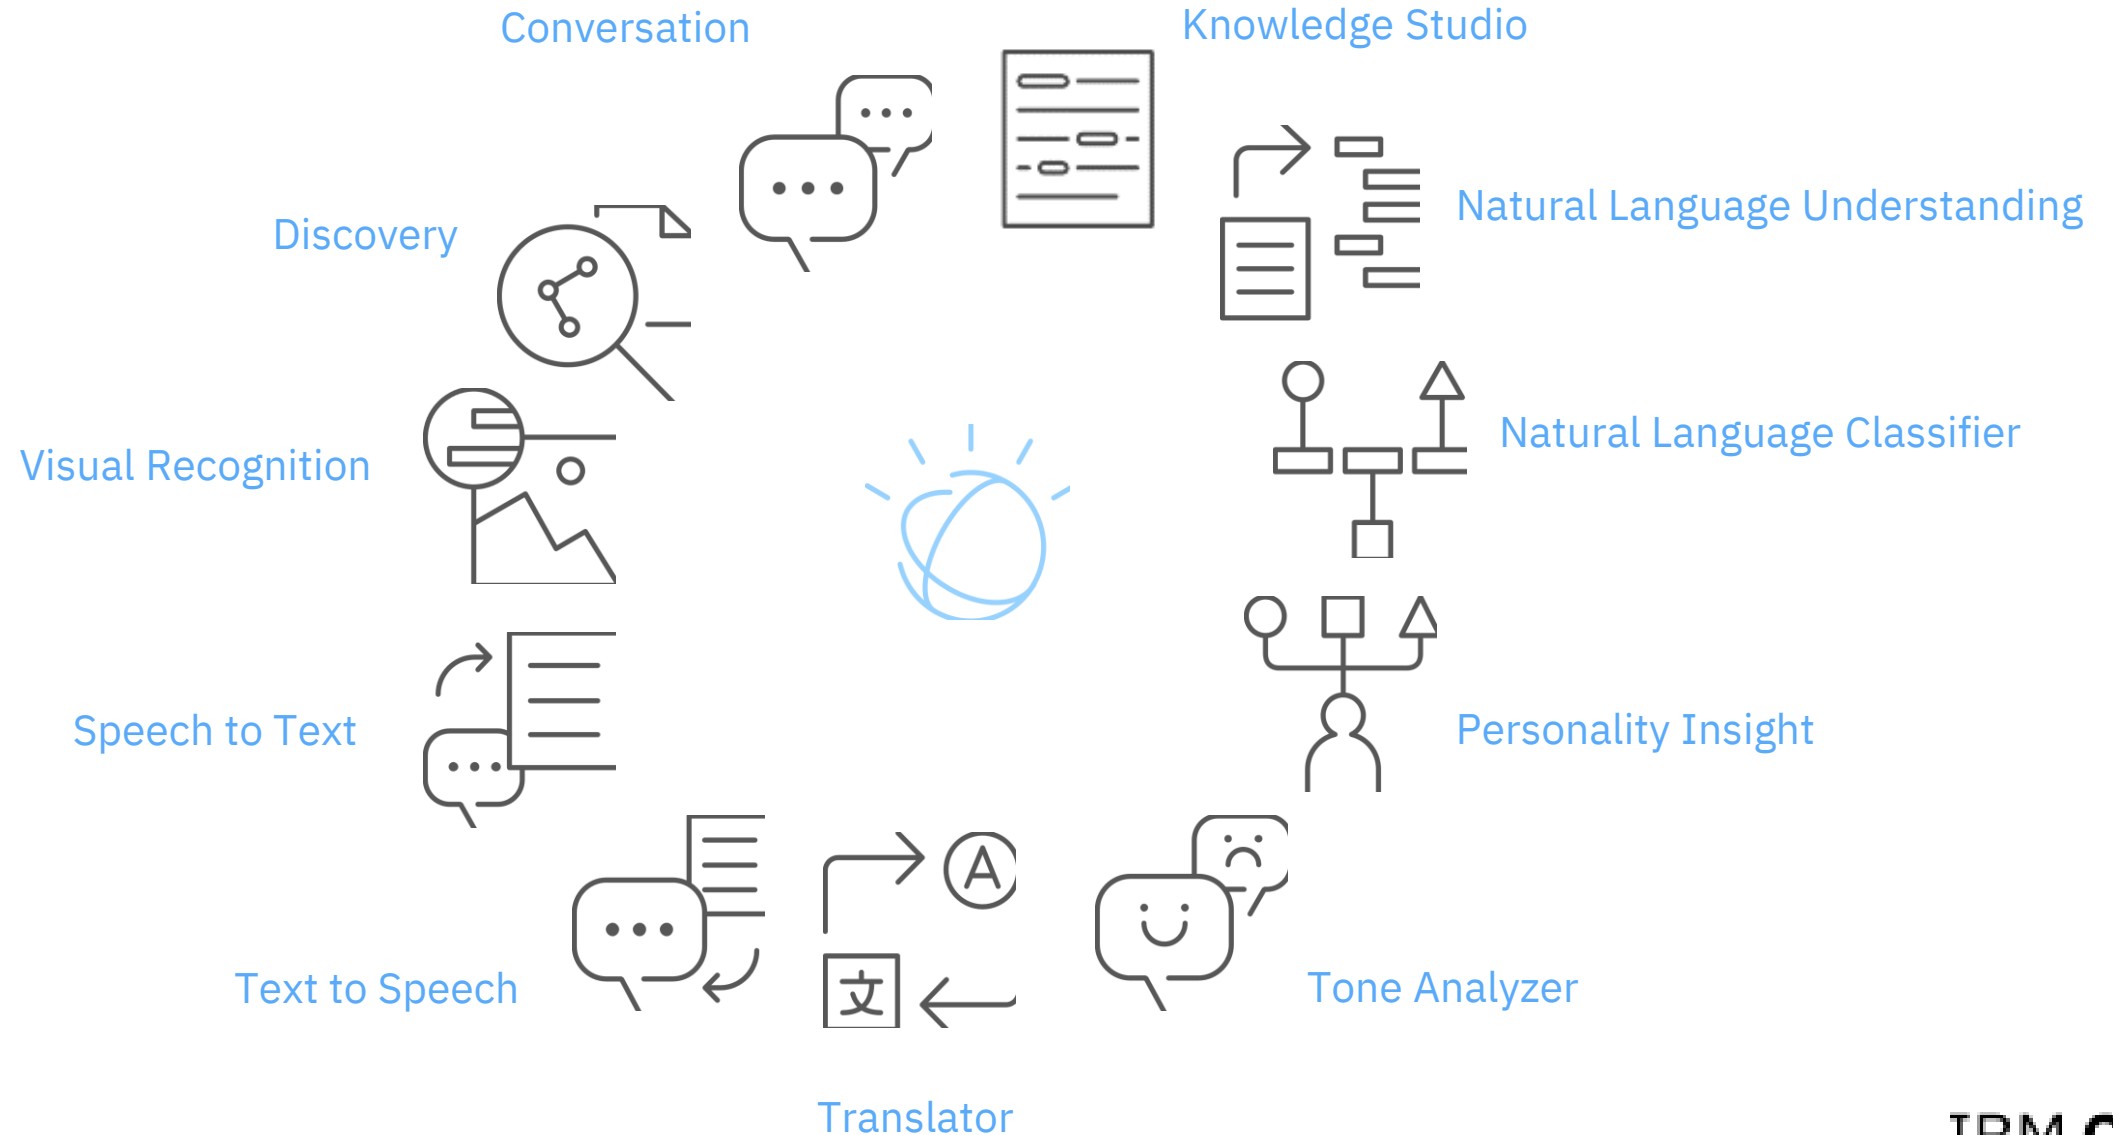 Conversation
Knowledge Studio
Discovery
Natural Language Understanding
Visual Recognition
Natural Language Classifier
Speech to Text
Personality Insight
A
文
Text to Speech
Tone Analyzer
Translator
IBM